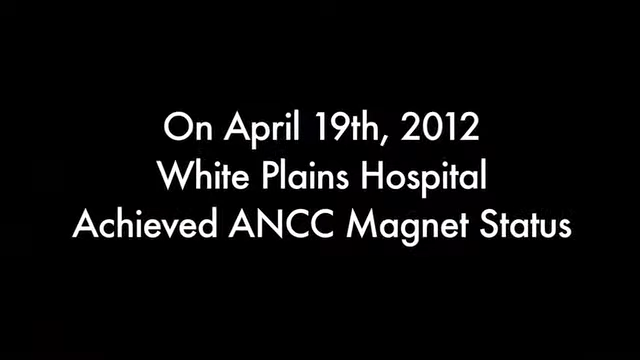 On April 19th, 2012
White Plains Hospital
Achieved ANCC Magnet Status